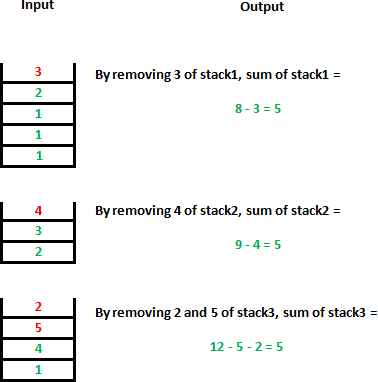 Input Output
3
By removing 3 of stack1, sum of stack1 =
2
1
8 - 3 = 5
1
1
4
By removing 4 of stack2, sum of stack2 =
3
9 - 4 = 5
2
2
By removing 2 and 5 of stack3, sum of stack3 =
5
4
12 - 5 - 2 = 5
1